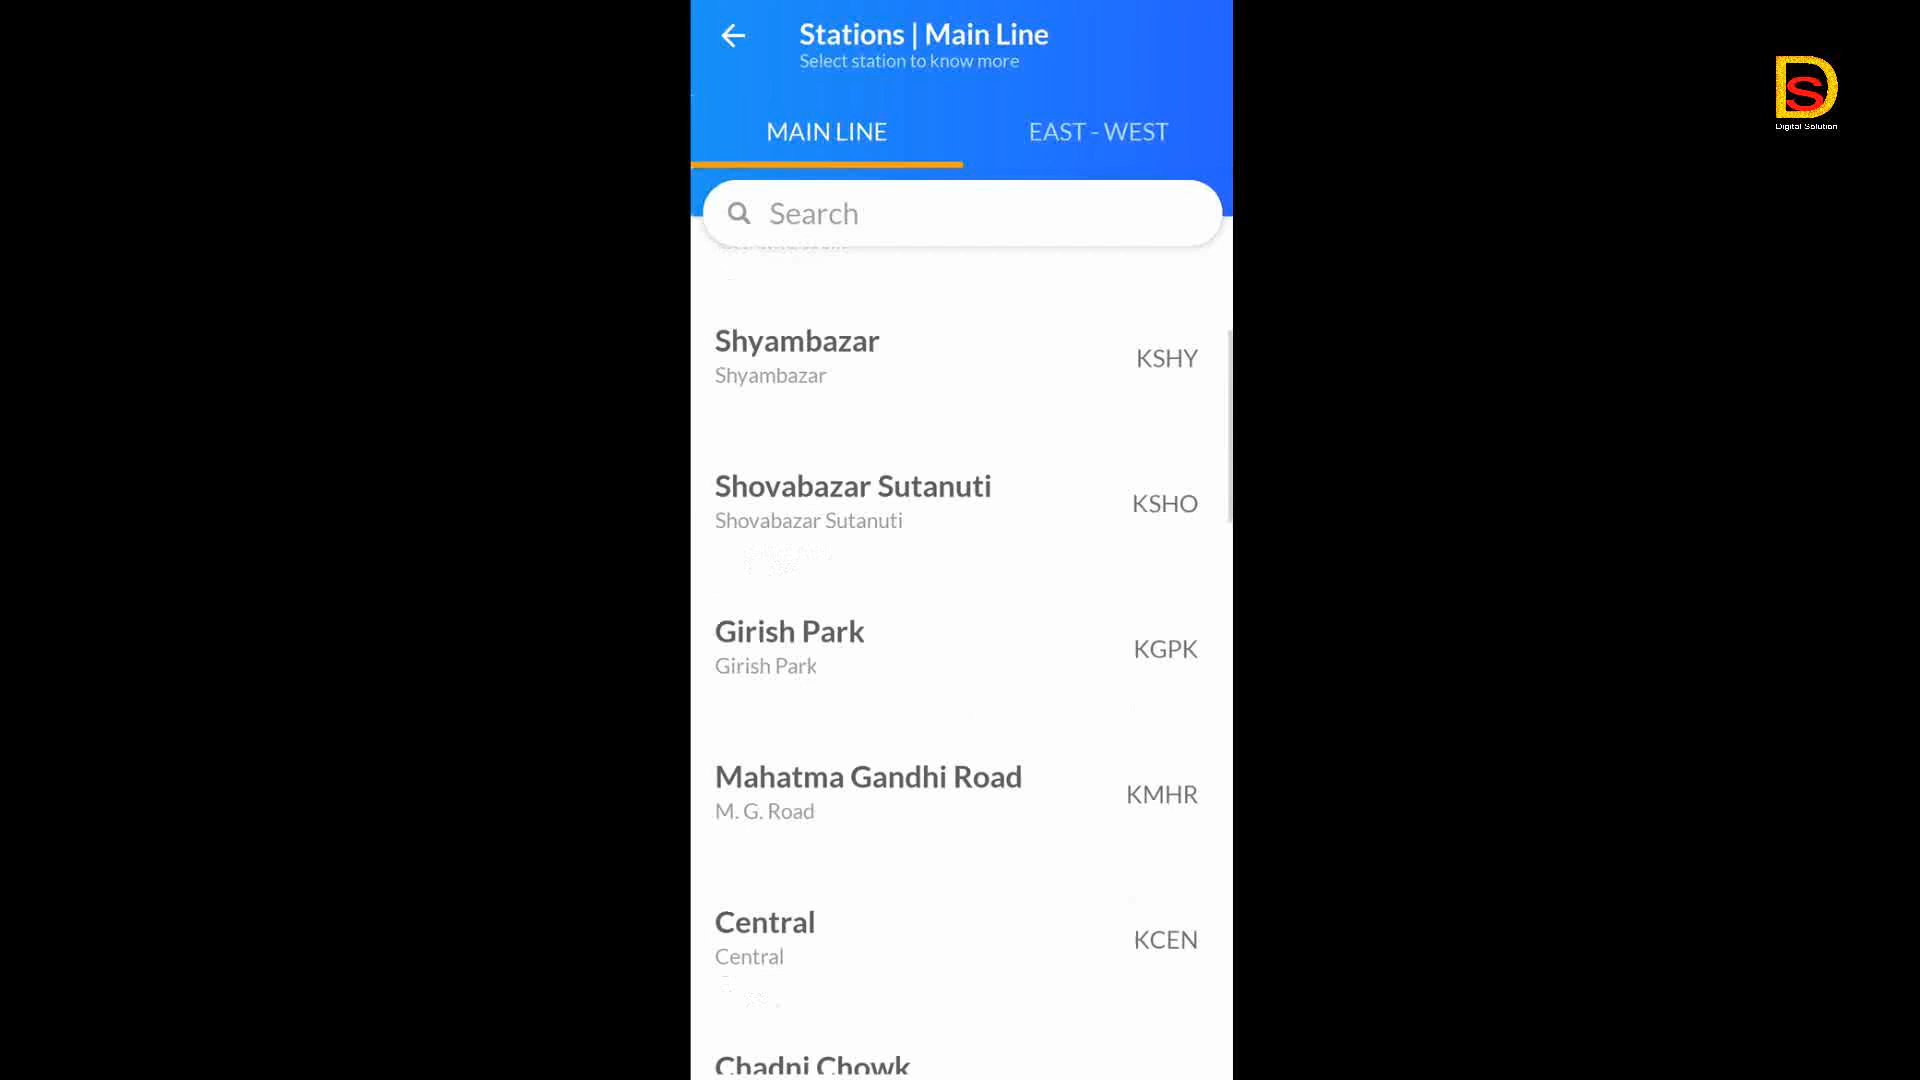 Stations | Main Line
Select station to know more
MAIN LINE
EAST - WEST
Search
Shyambazar
Shyambazar
KSHY
Shovabazar Sutanuti
Shovabazar Sutanuti
KSHO
Girish Park
Girish Park
KGPK
Mahatma Gandhi Road
M. G. Road
KMHR
Central
Central
KCEN
Chadni Chowk
DS
Digital Solution